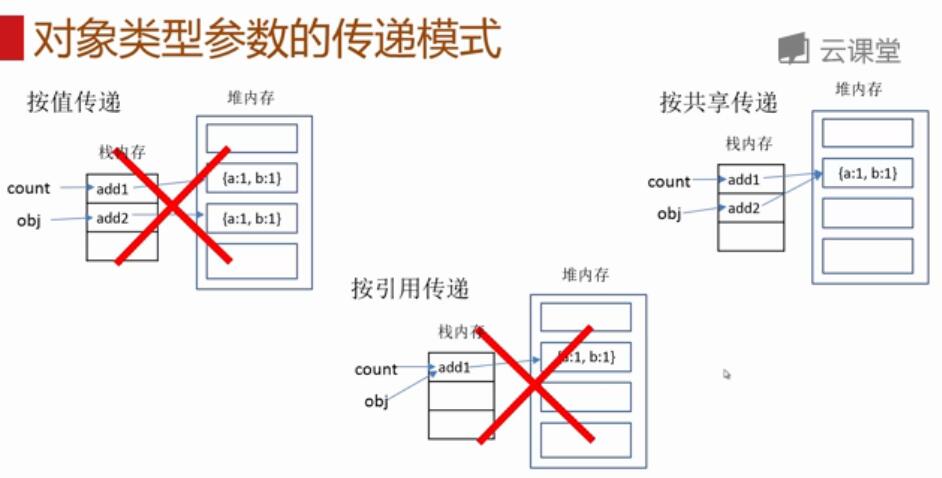 对象类型参数的传递模式
云课堂
按值传递
堆内存
栈内存
count
add1
{a:1, b:1}
obj
add2
{a:1, b:1}
按引用传递
堆内存
栈内存
count
add1
{a:1, b:1}
obj
按共享传递
堆内存
栈内存
count
add1
{a:1, b:1}
obj
add2